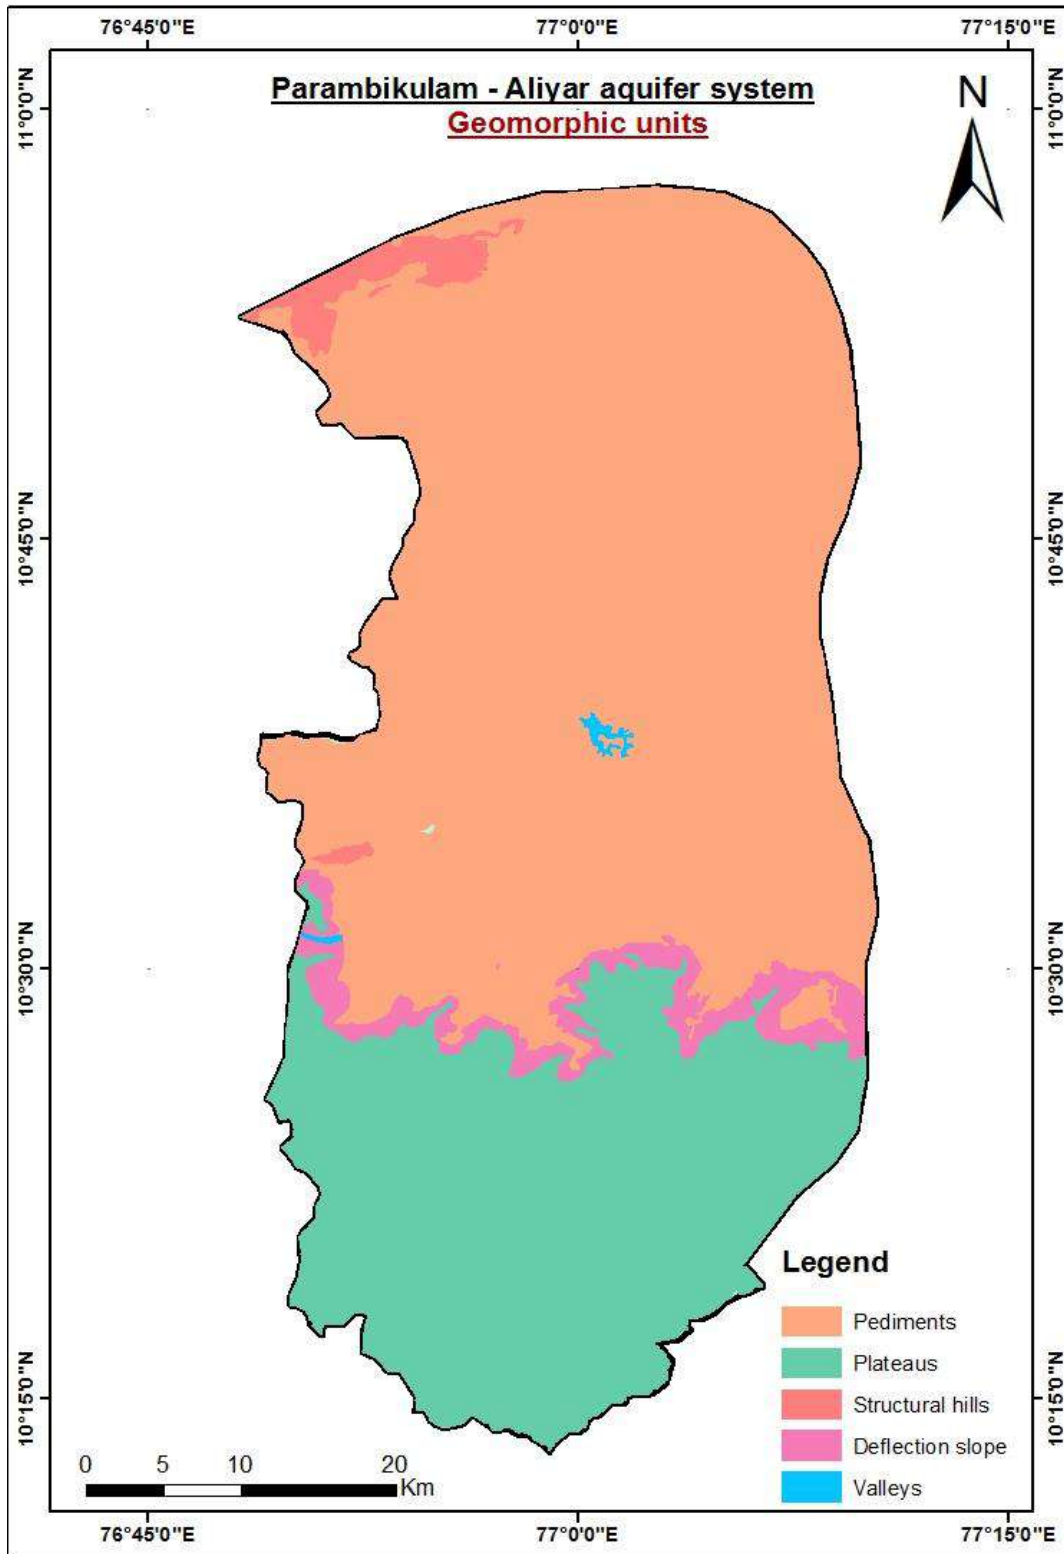 76°45'0"E 77°0'0"E 77°15'0"E
Parambikulam - Aliyar aquifer system
Geomorphic units
N
11°0'0"N 11°0'0"N
10°45'0"N 10°45'0"N
10°30'0"N 10°30'0"N
Legend
Pediments
Plateaus
Structural hills
Deflection slope
Valleys
10°15'0"N 10°15'0"N
0 5 10 20
Km
76°45'0"E 77°0'0"E 77°15'0"E